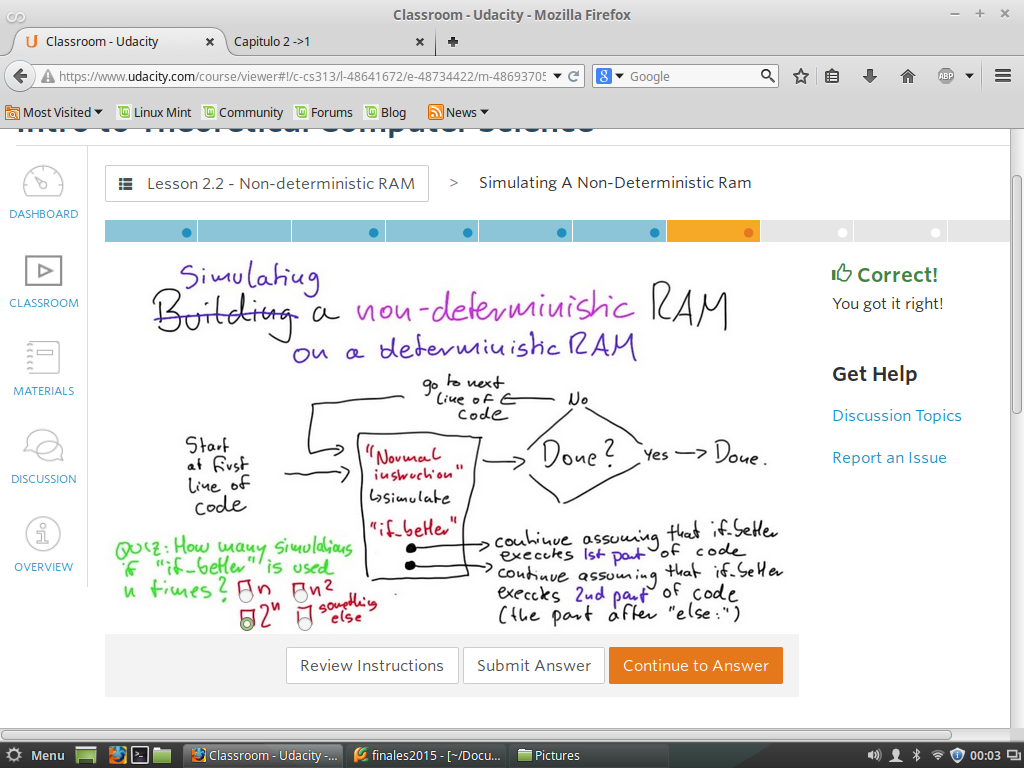 Classroom - Udacity - Mozilla Firefox
Classroom - Udacity
Capitulo 2 ->1
https://www.udacity.com/course/viewer#!/c-cs313/l-48641672/e-48734422/m-48693705
Google
ABP
Most Visited
Linux Mint
Community
Forums
Blog
News
Intro to Theoretical Computer Science
DASHBOARD
CLASSROOM
MATERIALS
DISCUSSION
OVERVIEW
Lesson 2.2 - Non-deterministic RAM
>
Simulating A Non-Deterministic Ram
Simulating
Building a non-deterministic RAM
on a deterministic RAM
go to next
line of
code
No
Start
at first
line of
code
"Normal
instruction"
↳simulate
"if_better"
Done?
Yes
Done.
continue assuming that if_better
executes 1st part of code
continue assuming that if_better
executes 2nd part of code
(the part after "else:")
QUIZ: How many simulations
if "if_better" is used
n times?
n
n²
2ⁿ
something
else
Correct!
You got it right!
Get Help
Discussion Topics
Report an Issue
Review Instructions
Submit Answer
Continue to Answer
Menu
Classroom - Udacity -...
finales2015 - [~/Docu...
Pictures
00:03